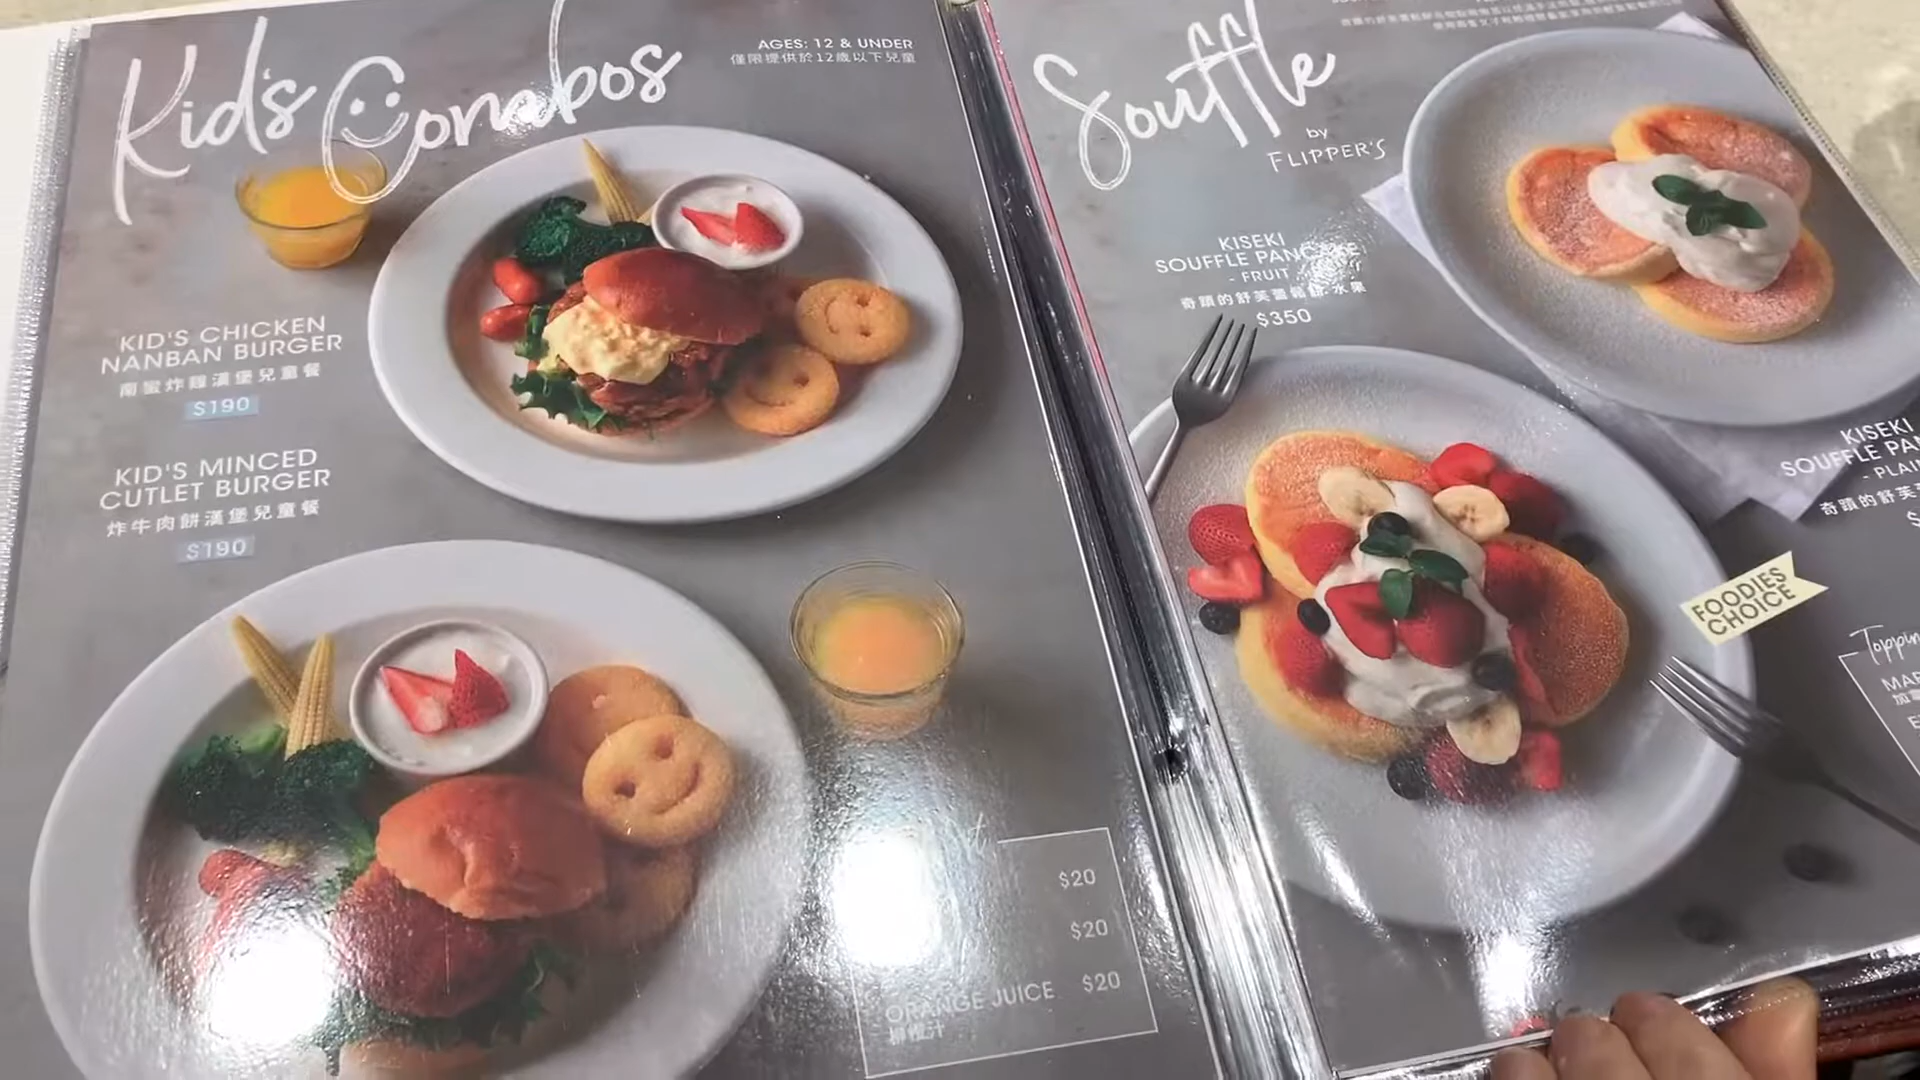 Kid's Combos
AGES: 12 & UNDER
僅限提供於12歲以下兒童
KID'S CHICKEN
NANBAN BURGER
南蠻炸雞漢堡兒童餐
$190
KID'S MINCED
CUTLET BURGER
炸牛肉餅漢堡兒童餐
$190
$20
$20
ORANGE JUICE $20
柳橙汁
Souffle
by
FLIPPER'S
KISEKI
SOUFFLE PANCAKE
- FRUIT -
奇蹟的舒芙蕾鬆餅.水果
$350
KISEKI
SOUFFLE PAN
- PLAIN
奇蹟的舒芙
FOODIES
CHOICE
Toppin